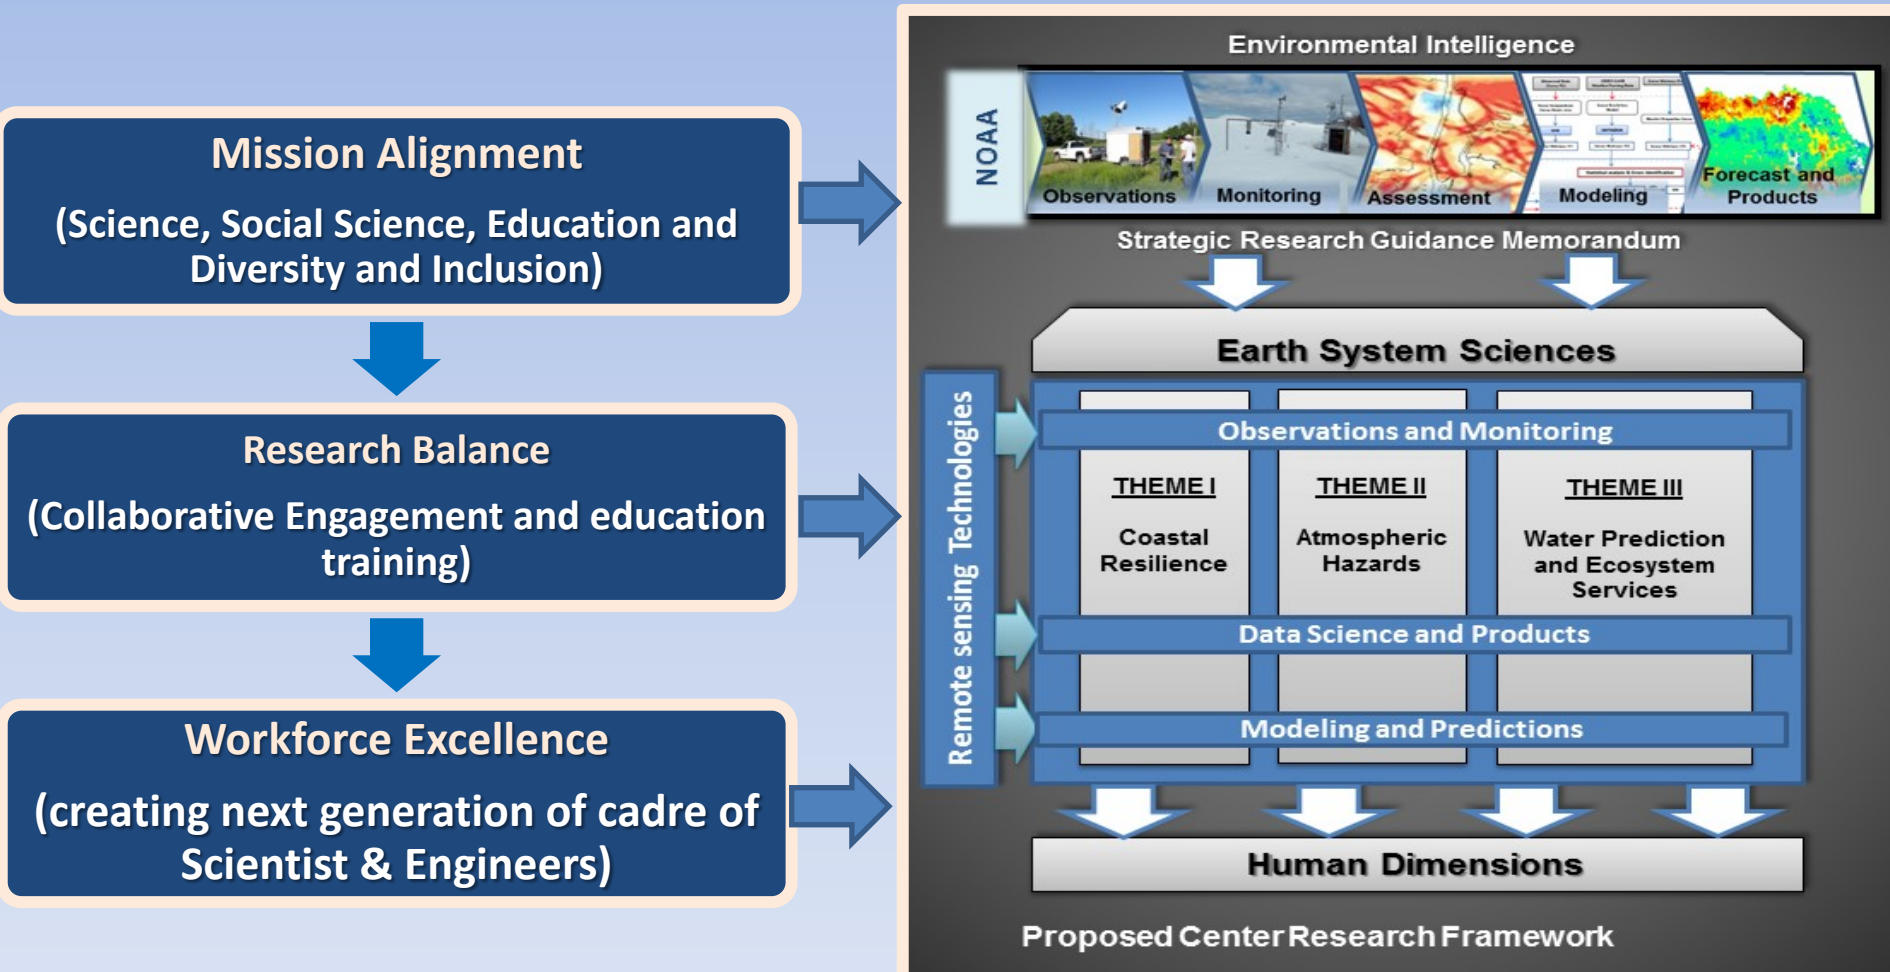 Mission Alignment
(Science, Social Science, Education and
Diversity and Inclusion)
Research Balance
(Collaborative Engagement and education
training)
Workforce Excellence
(creating next generation of cadre of
Scientist & Engineers)
Environmental Intelligence
NOAA
Observations
Monitoring
Assessment
Modeling
Forecast and
Products
Strategic Research Guidance Memorandum
Earth System Sciences
Remote sensing Technologies
Observations and Monitoring
THEME I
Coastal
Resilience
THEME II
Atmospheric
Hazards
THEME III
Water Prediction
and Ecosystem
Services
Data Science and Products
Modeling and Predictions
Human Dimensions
Proposed Center Research Framework